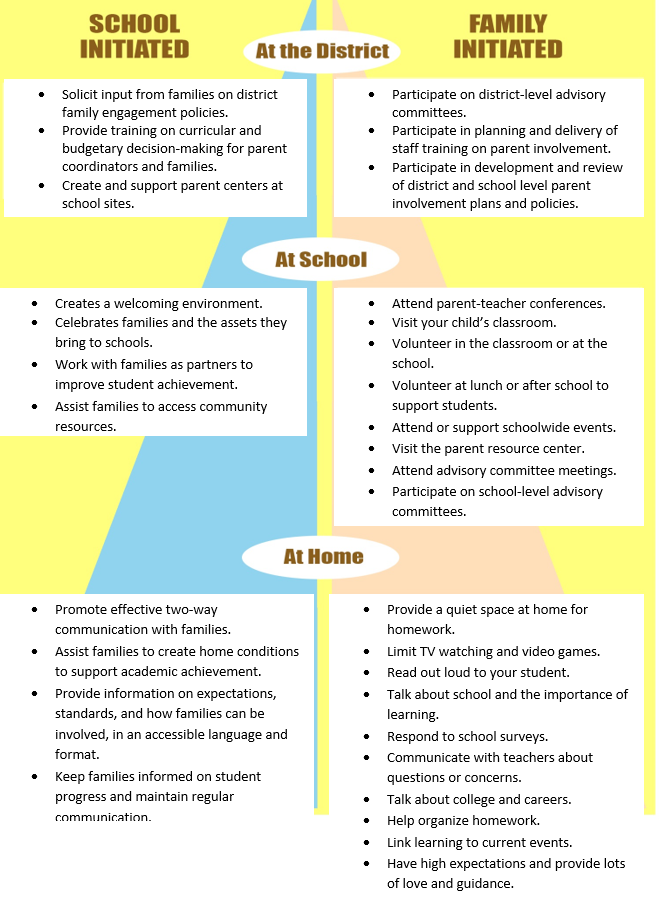 SCHOOL
INITIATED
FAMILY
INITIATED
At the District
• Solicit input from families on district
family engagement policies.
• Provide training on curricular and
budgetary decision-making for parent
coordinators and families.
• Create and support parent centers at
school sites.
• Participate on district-level advisory
committees.
• Participate in planning and delivery of
staff training on parent involvement.
• Participate in development and review
of district and school level parent
involvement plans and policies.
At School
• Creates a welcoming environment.
• Celebrates families and the assets they
bring to schools.
• Work with families as partners to
improve student achievement.
• Assist families to access community
resources.
• Attend parent-teacher conferences.
• Visit your child’s classroom.
• Volunteer in the classroom or at the
school.
• Volunteer at lunch or after school to
support students.
• Attend or support schoolwide events.
• Visit the parent resource center.
• Attend advisory committee meetings.
• Participate on school-level advisory
committees.
At Home
• Promote effective two-way
communication with families.
• Assist families to create home conditions
to support academic achievement.
• Provide information on expectations,
standards, and how families can be
involved, in an accessible language and
format.
• Keep families informed on student
progress and maintain regular
communication.
• Provide a quiet space at home for
homework.
• Limit TV watching and video games.
• Read out loud to your student.
• Talk about school and the importance of
learning.
• Respond to school surveys.
• Communicate with teachers about
questions or concerns.
• Talk about college and careers.
• Help organize homework.
• Link learning to current events.
• Have high expectations and provide lots
of love and guidance.